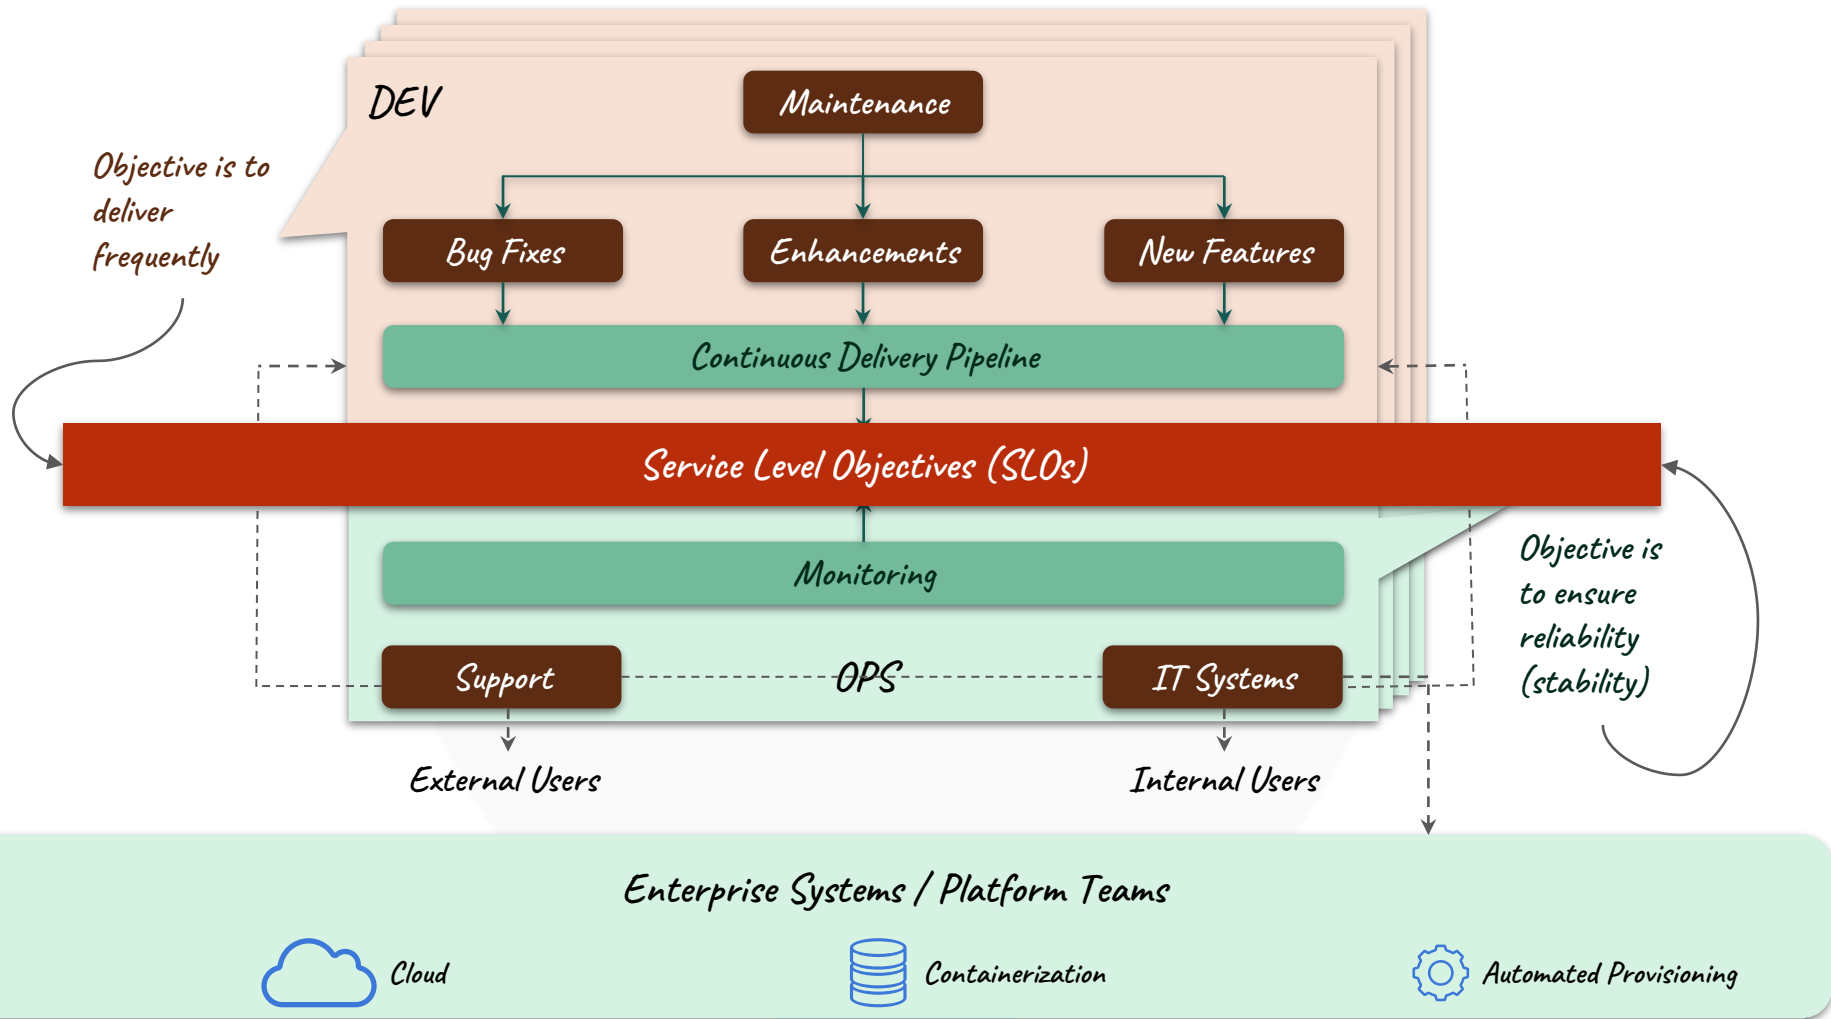 DEV
Maintenance
Objective is to
deliver
frequently
Bug Fixes
Enhancements
New Features
Continuous Delivery Pipeline
Service Level Objectives (SLOs)
Monitoring
Objective is
to ensure
reliability
(stability)
Support
OPS
IT Systems
External Users
Internal Users
Enterprise Systems / Platform Teams
Cloud
Containerization
Automated Provisioning